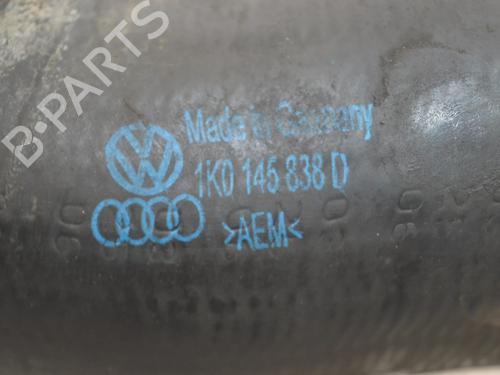 B-PARTS
Made in Germany
1K0 145 838 D
>AEM<